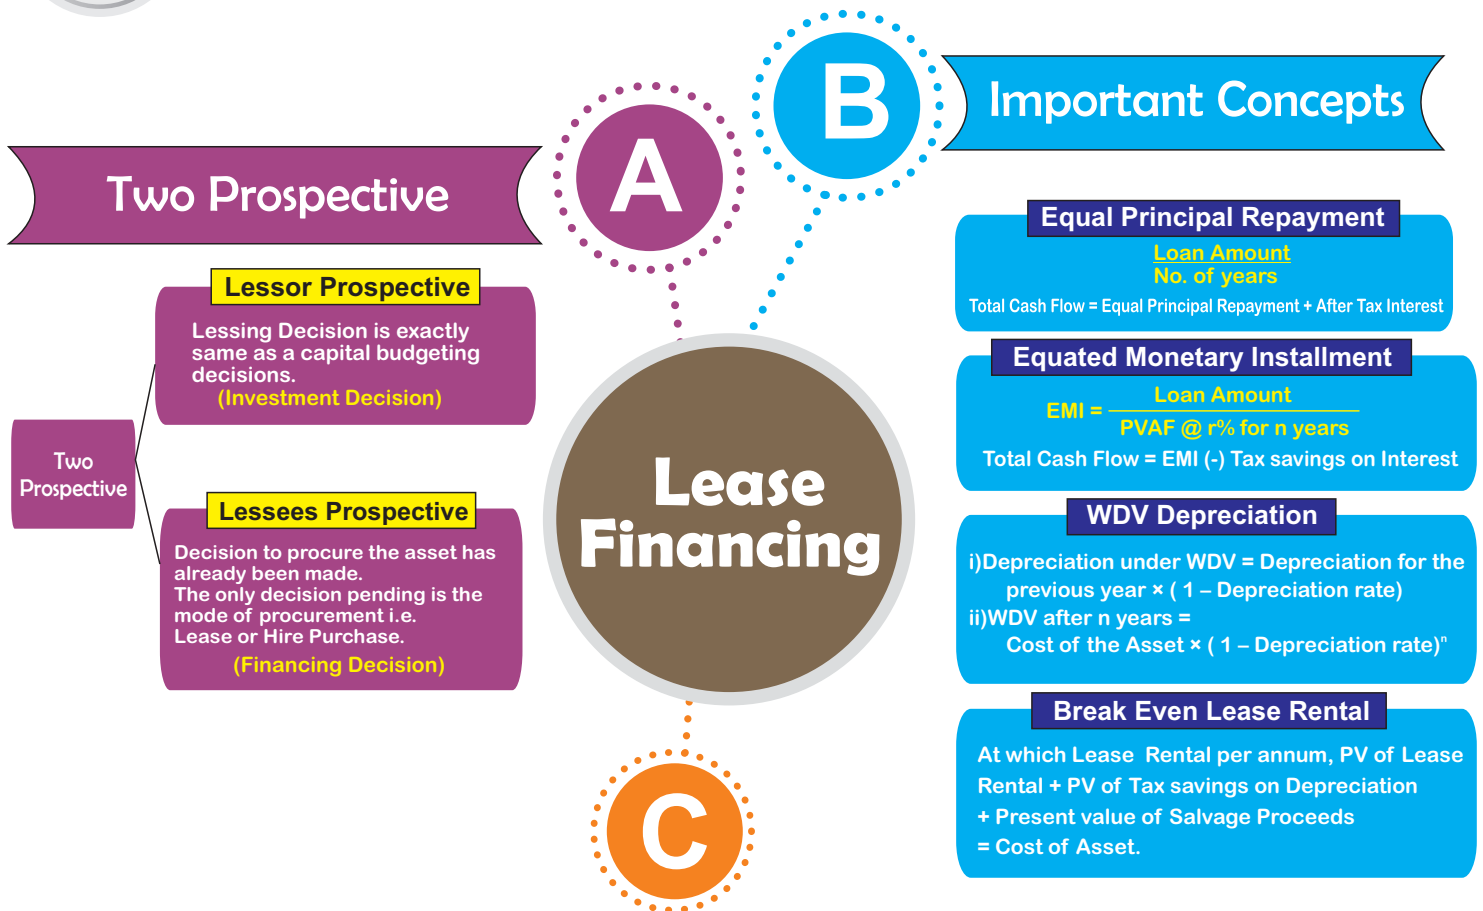 A
B
Important Concepts
Two Prospective
Lessor Prospective
Lessing Decision is exactly
same as a capital budgeting
decisions.
(Investment Decision)
Two
Prospective
Lessees Prospective
Decision to procure the asset has
already been made.
The only decision pending is the
mode of procurement i.e.
Lease or Hire Purchase.
(Financing Decision)
Lease
Financing
C
Equal Principal Repayment
Loan Amount
No. of years
Total Cash Flow = Equal Principal Repayment + After Tax Interest
Equated Monetary Installment
EMI = Loan Amount
PVAF @ r% for n years
Total Cash Flow = EMI (-) Tax savings on Interest
WDV Depreciation
i)Depreciation under WDV = Depreciation for the
previous year × ( 1 – Depreciation rate)
ii)WDV after n years =
Cost of the Asset × ( 1 – Depreciation rate)ⁿ
Break Even Lease Rental
At which Lease Rental per annum, PV of Lease
Rental + PV of Tax savings on Depreciation
+ Present value of Salvage Proceeds
= Cost of Asset.